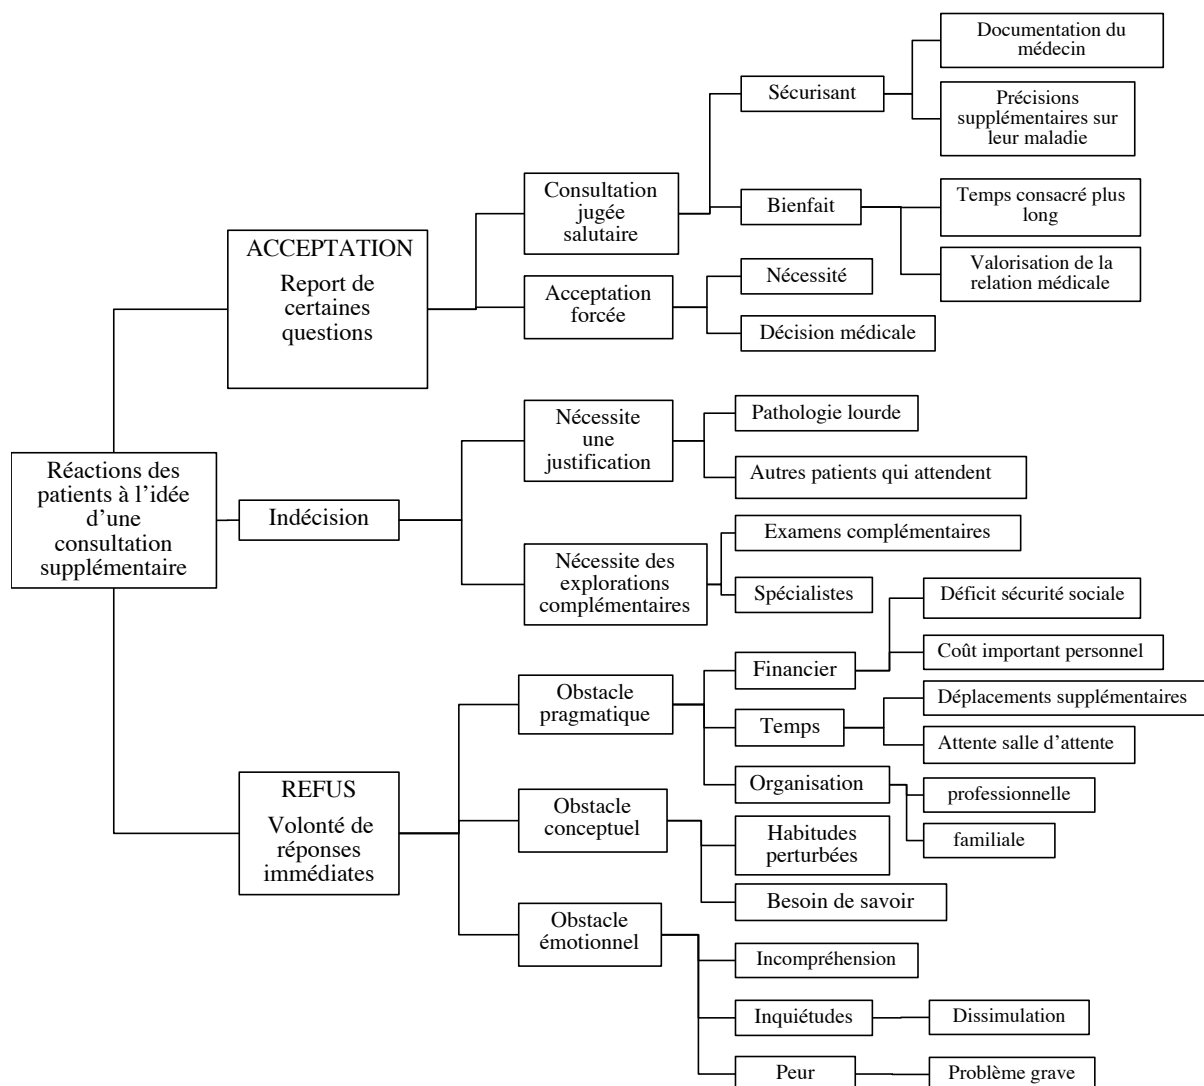 Documentation du
médecin
Sécurisant
Précisions
supplémentaires sur
leur maladie
Consultation
jugée
salutaire
Bienfait
Temps consacré plus
long
Valorisation de la
relation médicale
ACCEPTATION
Report de
certaines
questions
Acceptation
forcée
Nécessité
Décision médicale
Réactions des
patients à l’idée
d’une
consultation
supplémentaire
Indécision
Nécessite
une
justification
Pathologie lourde
Autres patients qui attendent
Nécessite des
explorations
complémentaires
Examens complémentaires
Spécialistes
REFUS
Volonté de
réponses
immédiates
Obstacle
pragmatique
Financier
Déficit sécurité sociale
Coût important personnel
Temps
Déplacements supplémentaires
Attente salle d’attente
Organisation
professionnelle
familiale
Obstacle
conceptuel
Habitudes
perturbées
Besoin de savoir
Obstacle
émotionnel
Incompréhension
Inquiétudes
Dissimulation
Peur
Problème grave